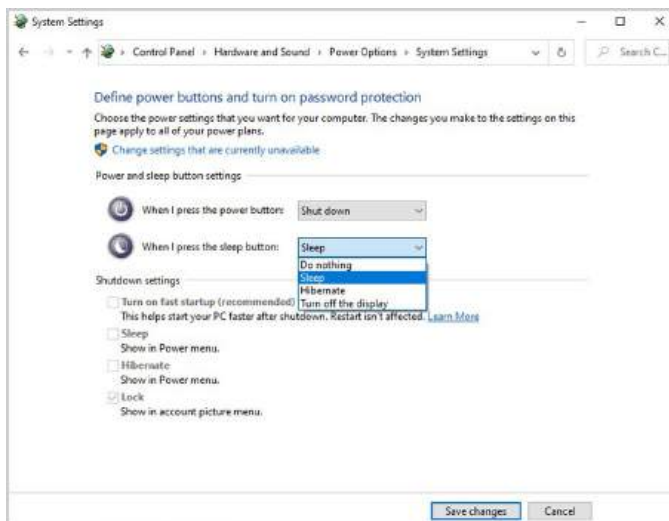 System Settings
Control Panel > Hardware and Sound > Power Options > System Settings
Search C...
Define power buttons and turn on password protection
Choose the power settings that you want for your computer. The changes you make to the settings on this
page apply to all of your power plans.
Change settings that are currently unavailable
Power and sleep button settings
When I press the power button: Shut down
When I press the sleep button: Sleep
Do nothing
Sleep
Hibernate
Turn off the display
Shutdown settings
Turn on fast startup (recommended)
This helps start your PC faster after shutdown. Restart isn't affected. Learn More
Sleep
Show in Power menu.
Hibernate
Show in Power menu.
Lock
Show in account picture menu.
Save changes Cancel